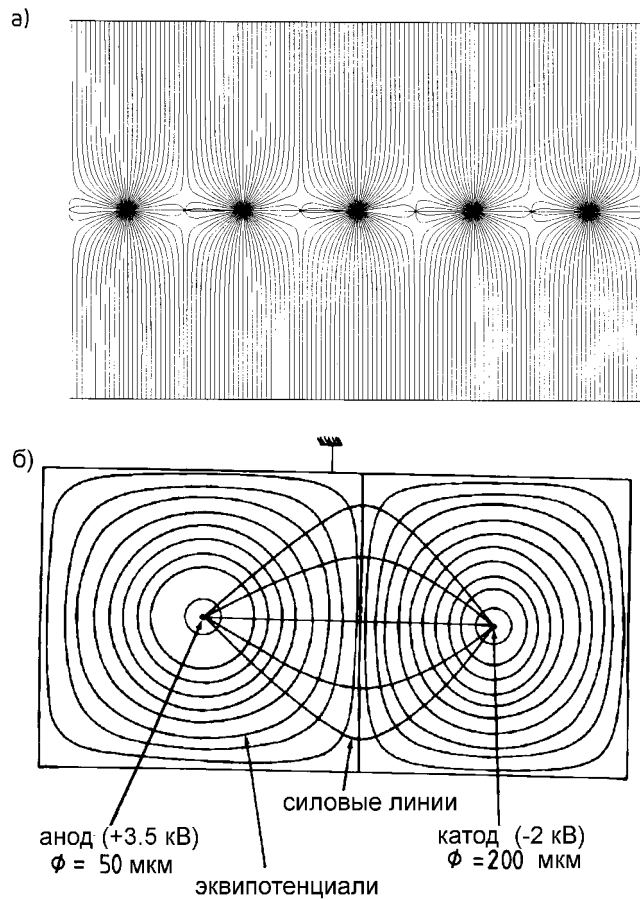 а)
б)
силовые линии
анод (+3.5 кВ)
ϕ = 50 мкм
катод (-2 кВ)
ϕ =200 мкм
эквипотенциали